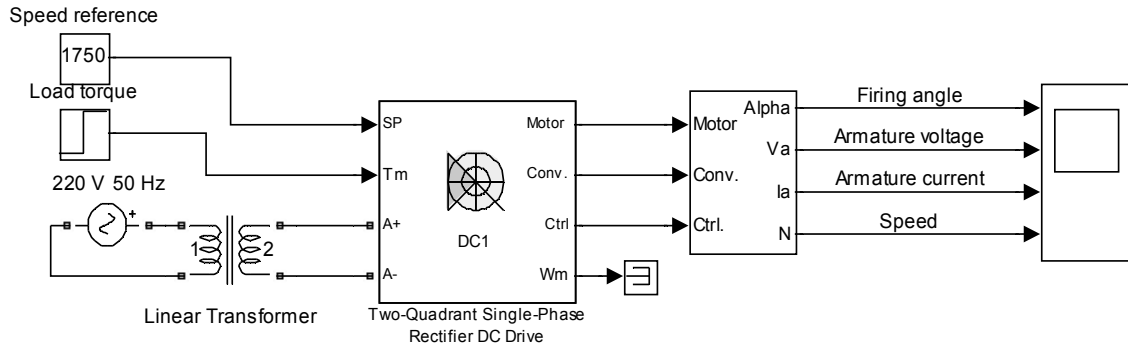 Speed reference
1750
Load torque
220 V 50 Hz
+
1
2
Linear Transformer
SP
Tm
A+
A-
Motor
Conv.
Ctrl
Wm
DC1
Two-Quadrant Single-Phase
Rectifier DC Drive
Motor
Conv.
Ctrl.
Alpha
Va
Ia
N
Firing angle
Armature voltage
Armature current
Speed